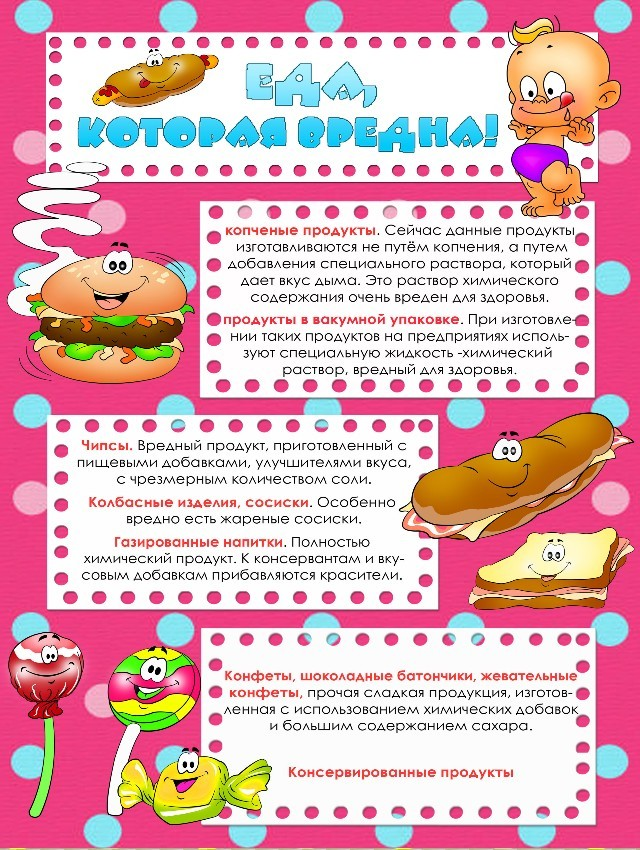 ЕДА,
КОТОРАЯ ВРЕДНА!
копченые продукты. Сейчас данные продукты
изготавливаются не путём копчения, а путем
добавления специального раствора, который
дает вкус дыма. Это раствор химического
содержания очень вреден для здоровья.
продукты в вакумной упаковке. При изготовле-
нии таких продуктов на предприятиях исполь-
зуют специальную жидкость -химический
раствор, вредный для здоровья.
Чипсы. Вредный продукт, приготовленный с
пищевыми добавками, улучшителями вкуса,
с чрезмерным количеством соли.
Колбасные изделия, сосиски. Особенно
вредно есть жареные сосиски.
Газированные напитки. Полностью
химический продукт. К консервантам и вку-
совым добавкам прибавляются красители.
Конфеты, шоколадные батончики, жевательные
конфеты, прочая сладкая продукция, изготов-
ленная с использованием химических добавок
и большим содержанием сахара.
Консервированные продукты